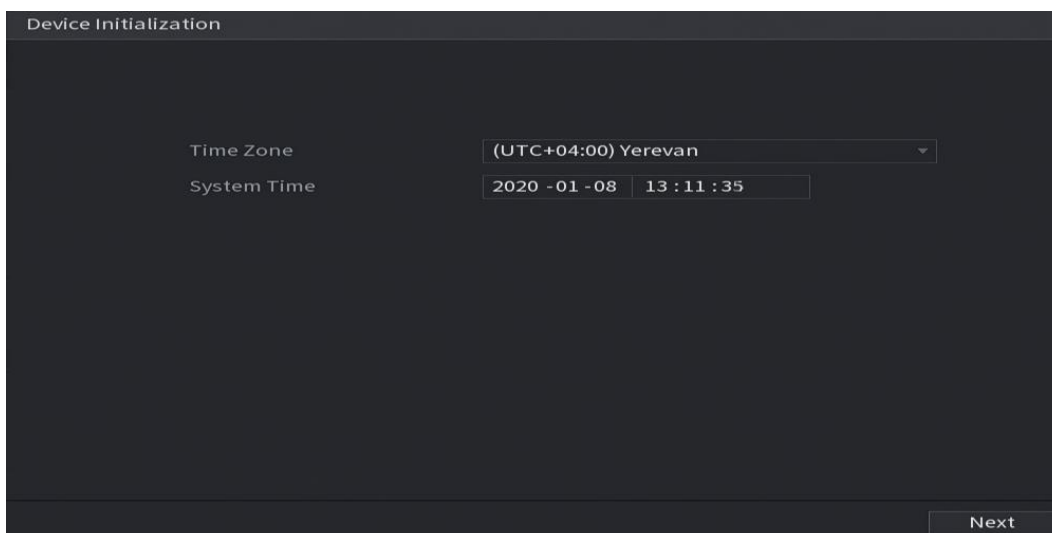 Device Initialization
Time Zone (UTC+04:00) Yerevan
System Time 2020 -01 -08 13 : 11 : 35
Next